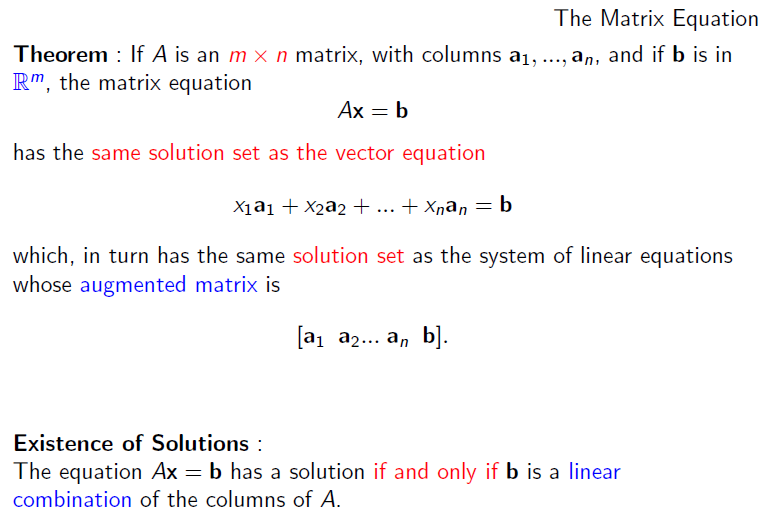 The Matrix Equation
Theorem : If A is an m × n matrix, with columns a₁, ..., aₙ, and if b is in
ℝᵐ, the matrix equation
Ax = b
has the same solution set as the vector equation
x₁a₁ + x₂a₂ + ... + xₙaₙ = b
which, in turn has the same solution set as the system of linear equations
whose augmented matrix is
[a₁ a₂... aₙ b].
Existence of Solutions :
The equation Ax = b has a solution if and only if b is a linear
combination of the columns of A.